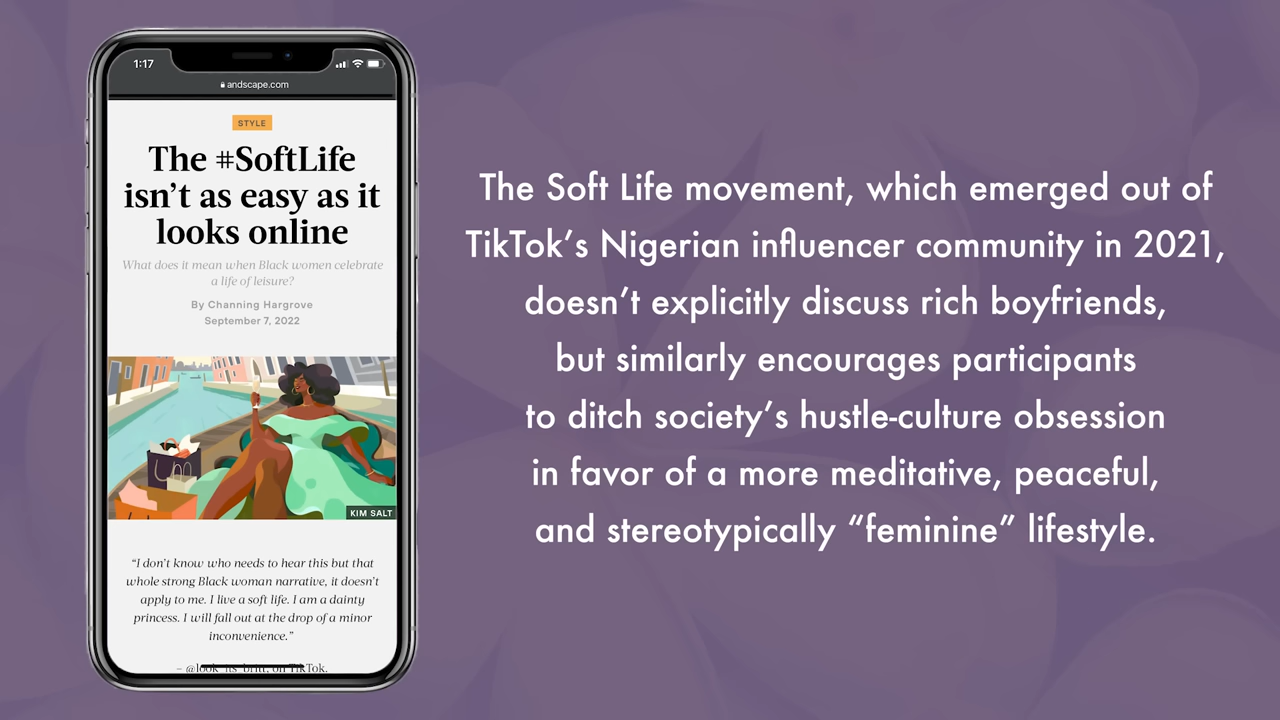 1:17
andscape.com
STYLE
The #SoftLife
isn't as easy as it
looks online
What does it mean when Black women celebrate
a life of leisure?
By Channing Hargrove
September 7, 2022
KIM SALT
“I don't know who needs to hear this but that
whole strong Black woman narrative, it doesn't
apply to me. I live a soft life. I am a dainty
princess. I will fall out at the drop of a minor
inconvenience.”
– @look_its_britt, on TikTok.
The Soft Life movement, which emerged out of
TikTok’s Nigerian influencer community in 2021,
doesn’t explicitly discuss rich boyfriends,
but similarly encourages participants
to ditch society’s hustle-culture obsession
in favor of a more meditative, peaceful,
and stereotypically “feminine” lifestyle.